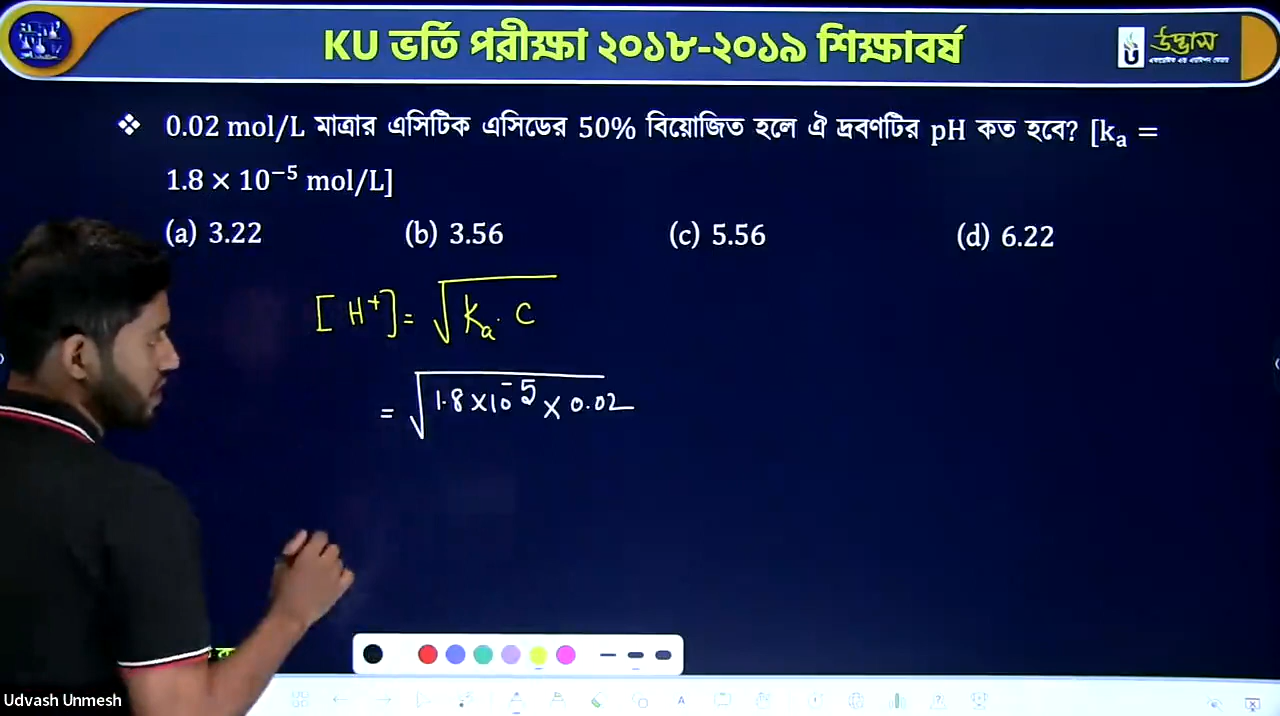 KU ভর্তি পরীক্ষা ২০১৮-২০১৯ শিক্ষাবর্ষ
উদ্ভাস
❖ 0.02 mol/L মাত্রার এসিটিক এসিডের 50% বিয়োজিত হলে ঐ দ্রবণটির pH কত হবে? [kₐ =
1.8 × 10⁻⁵ mol/L]
(a) 3.22 (b) 3.56 (c) 5.56 (d) 6.22
[H⁺] = √(Kₐ · C)
= √(1.8 × 10⁻⁵ × 0.02)
Udvash Unmesh